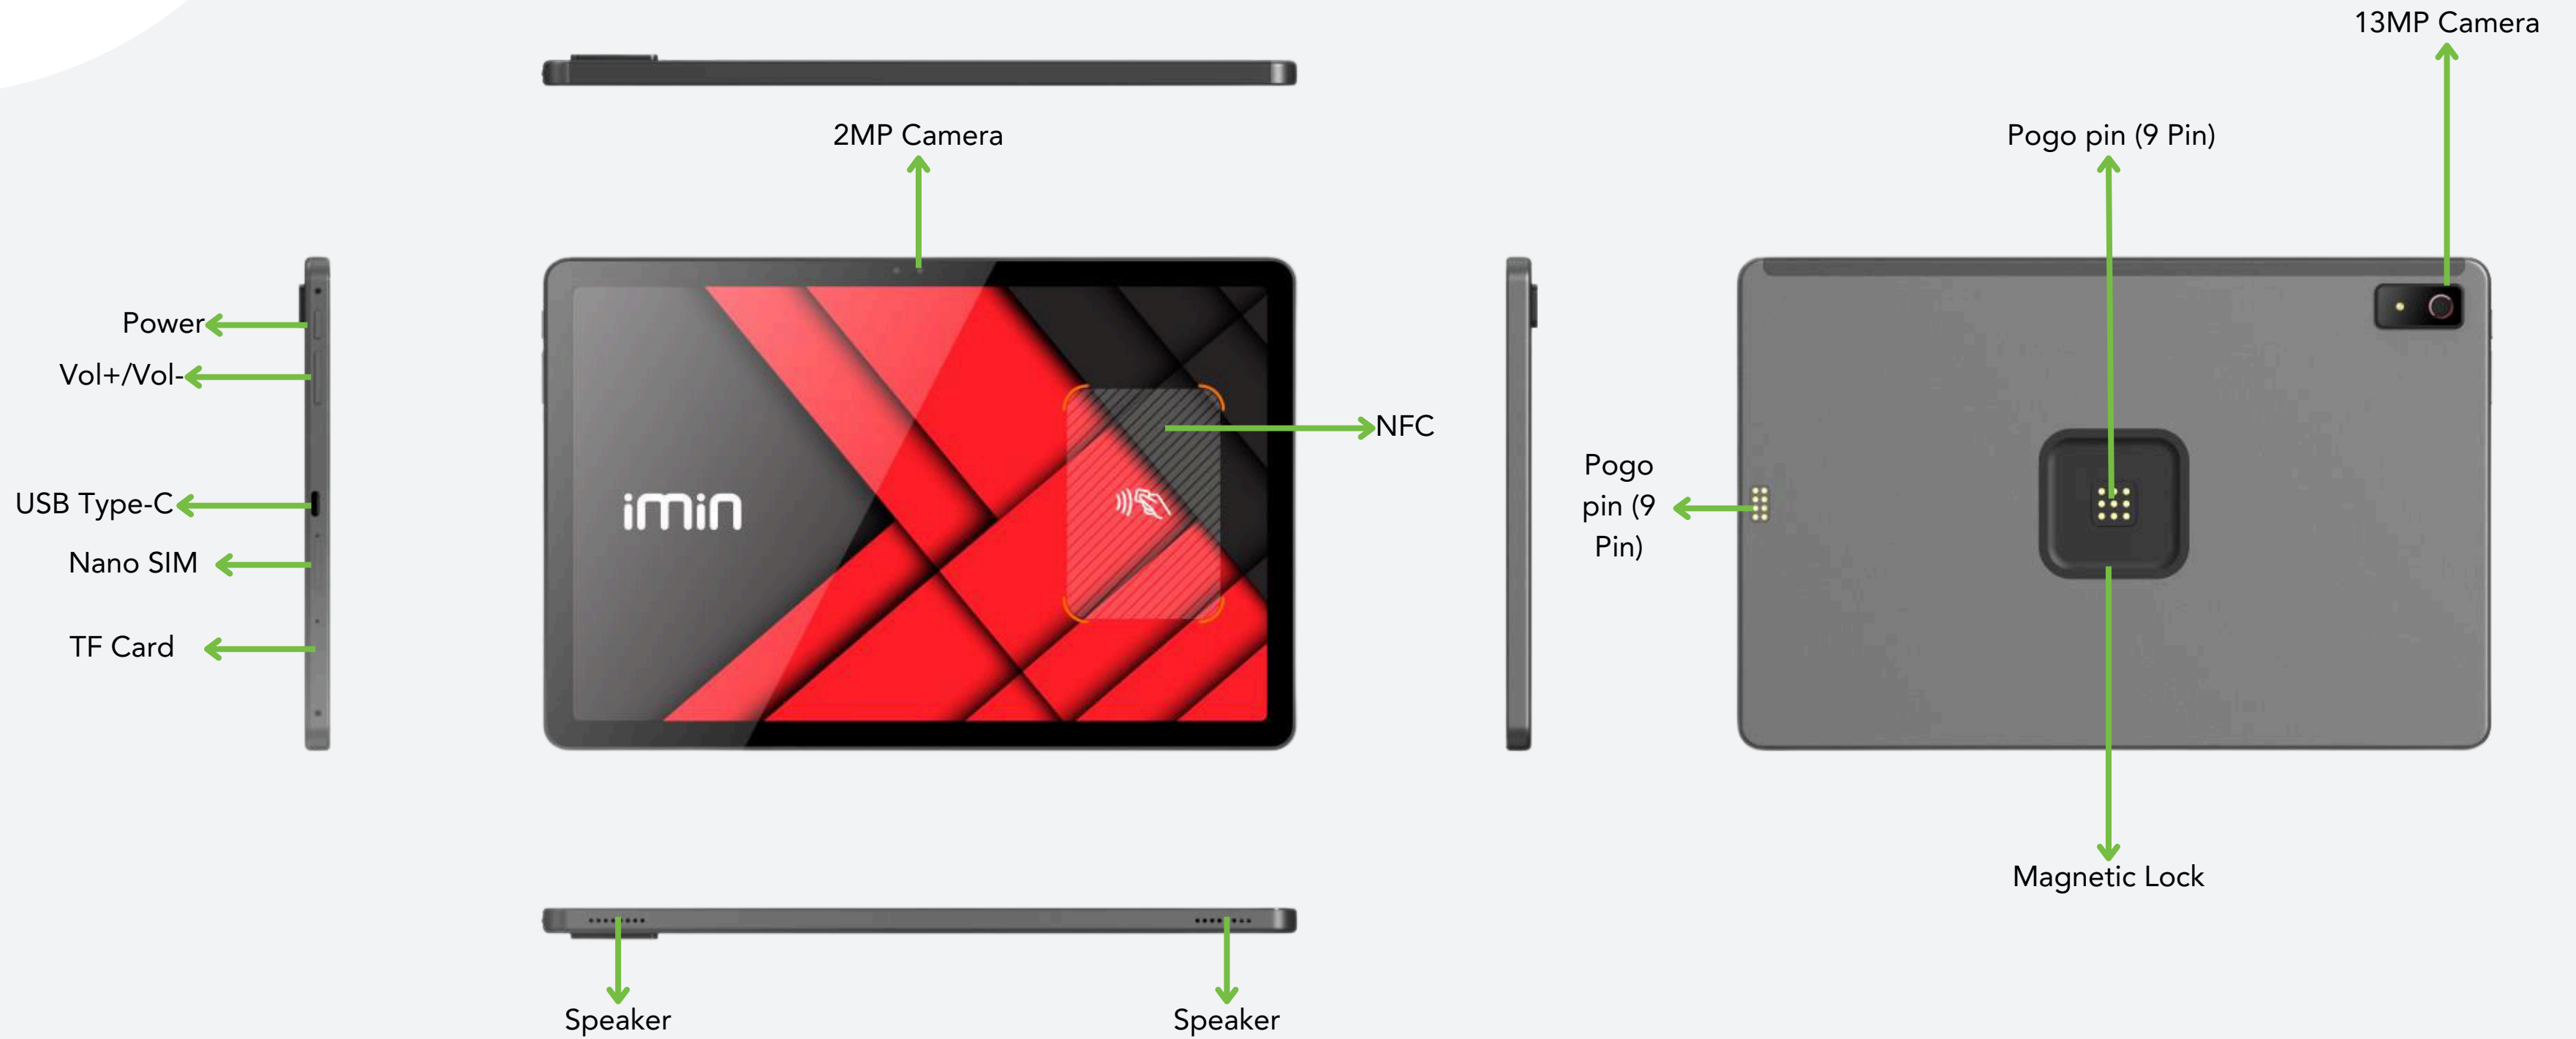 13MP Camera
2MP Camera
Pogo pin (9 Pin)
Power
Vol+/Vol-
NFC
iMiN
Pogo
pin (9
Pin)
USB Type-C
Nano SIM
TF Card
Magnetic Lock
Speaker
Speaker